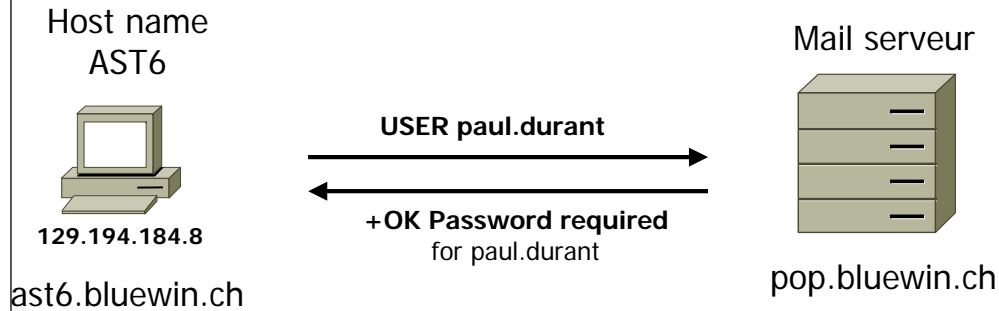 Host name
AST6
129.194.184.8
ast6.bluewin.ch
USER paul.durant
+OK Password required
for paul.durant
Mail serveur
pop.bluewin.ch